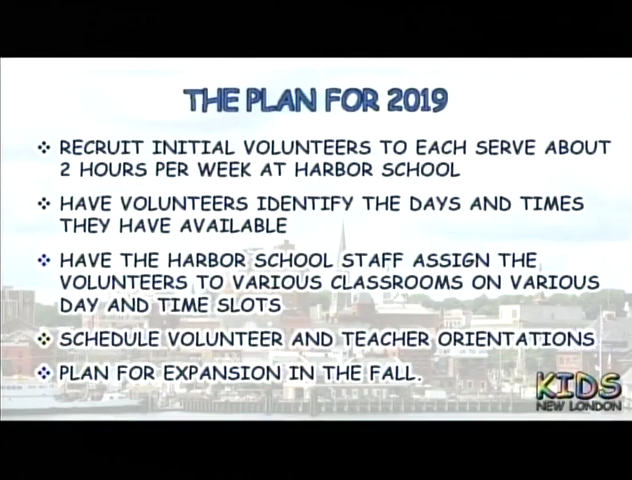 THE PLAN FOR 2019
❖ RECRUIT INITIAL VOLUNTEERS TO EACH SERVE ABOUT
2 HOURS PER WEEK AT HARBOR SCHOOL
❖ HAVE VOLUNTEERS IDENTIFY THE DAYS AND TIMES
THEY HAVE AVAILABLE
❖ HAVE THE HARBOR SCHOOL STAFF ASSIGN THE
VOLUNTEERS TO VARIOUS CLASSROOMS ON VARIOUS
DAY AND TIME SLOTS
❖ SCHEDULE VOLUNTEER AND TEACHER ORIENTATIONS
❖ PLAN FOR EXPANSION IN THE FALL.
KIDS
NEW LONDON